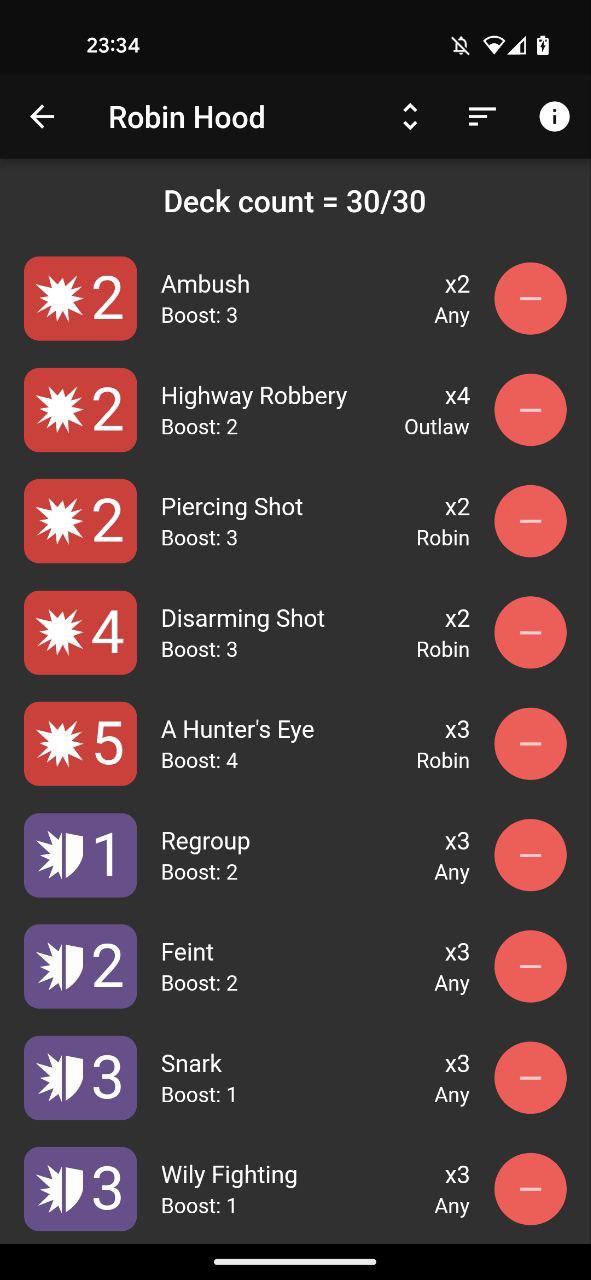 23:34
Robin Hood
Deck count = 30/30
2 Ambush x2
Boost: 3 Any
2 Highway Robbery x4
Boost: 2 Outlaw
2 Piercing Shot x2
Boost: 3 Robin
4 Disarming Shot x2
Boost: 3 Robin
5 A Hunter's Eye x3
Boost: 4 Robin
1 Regroup x3
Boost: 2 Any
2 Feint x3
Boost: 2 Any
3 Snark x3
Boost: 1 Any
3 Wily Fighting x3
Boost: 1 Any